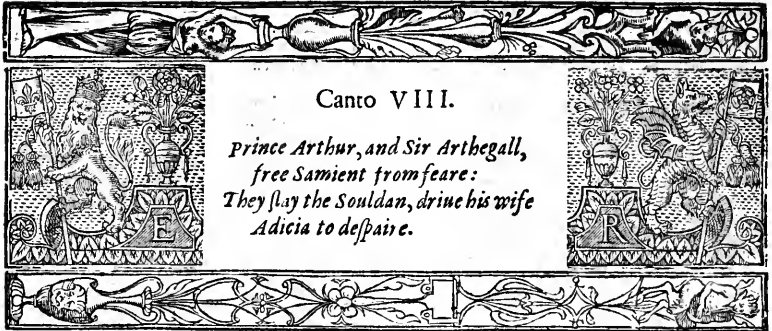 Canto VIII.
Prince Arthur, and Sir Arthegall,
free Samient from feare:
They ſlay the Souldan, driue his wife
Adicia to deſpaire.
E
R